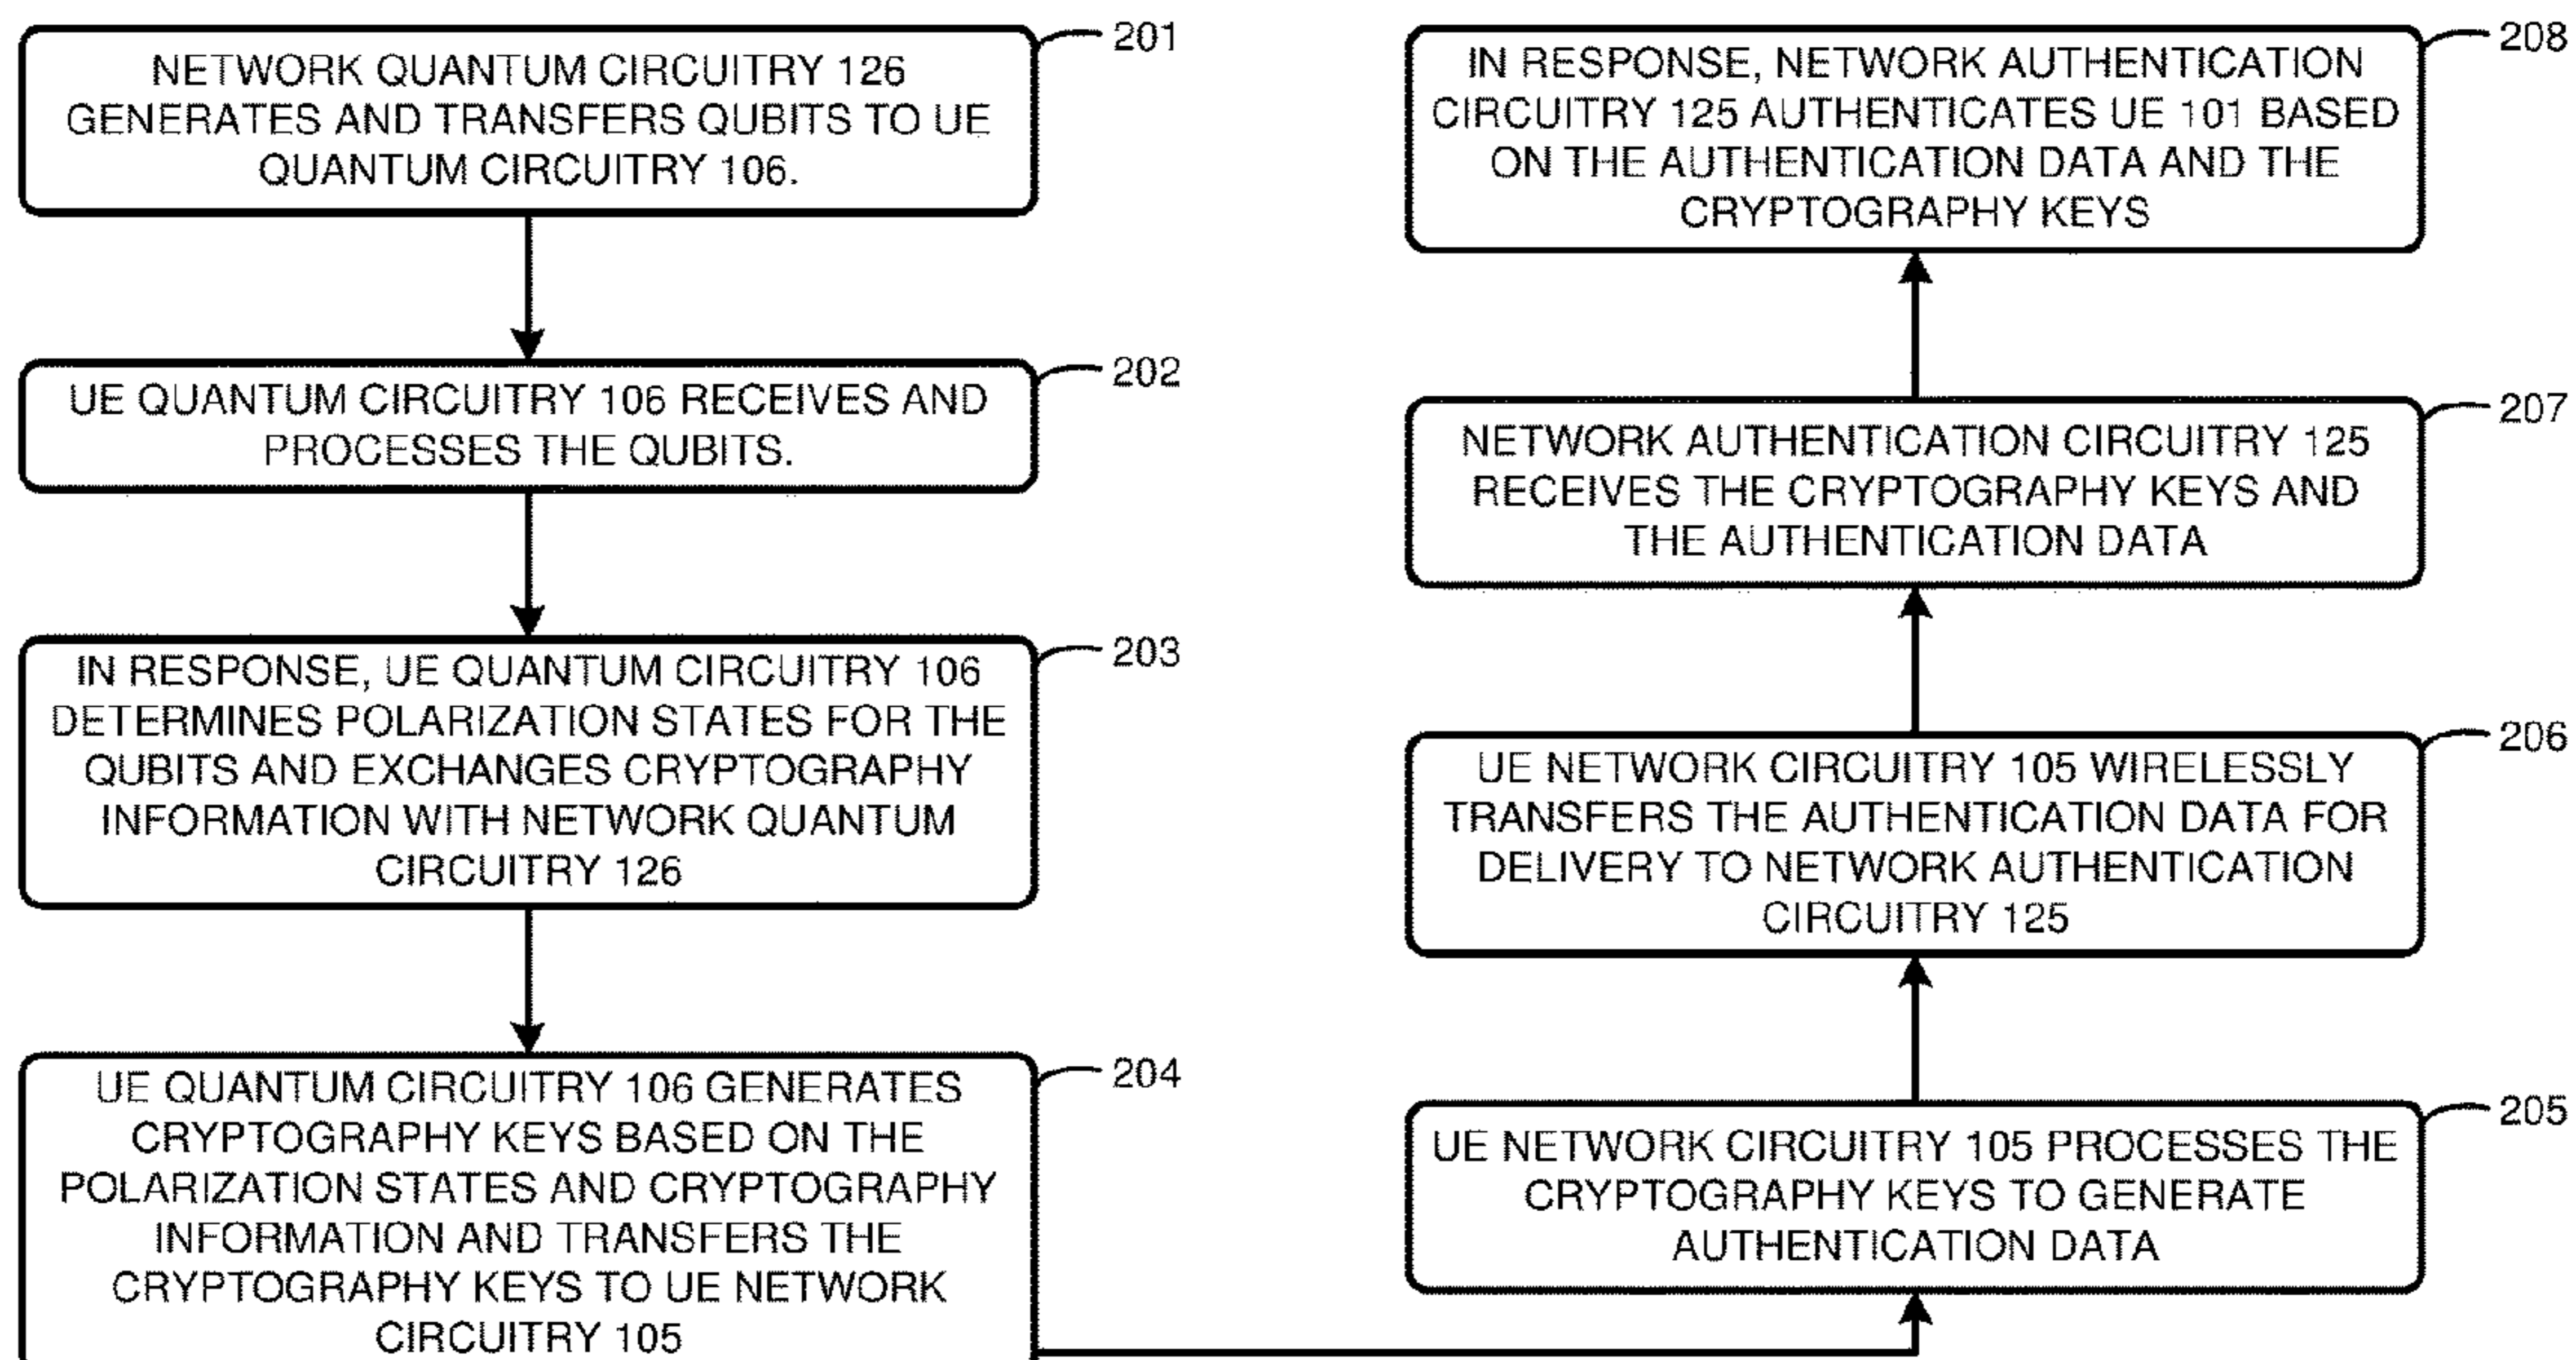 NETWORK QUANTUM CIRCUITRY 126
GENERATES AND TRANSFERS QUBITS TO UE
QUANTUM CIRCUITRY 106.
201
UE QUANTUM CIRCUITRY 106 RECEIVES AND
PROCESSES THE QUBITS.
202
IN RESPONSE, UE QUANTUM CIRCUITRY 106
DETERMINES POLARIZATION STATES FOR THE
QUBITS AND EXCHANGES CRYPTOGRAPHY
INFORMATION WITH NETWORK QUANTUM
CIRCUITRY 126
203
UE QUANTUM CIRCUITRY 106 GENERATES
CRYPTOGRAPHY KEYS BASED ON THE
POLARIZATION STATES AND CRYPTOGRAPHY
INFORMATION AND TRANSFERS THE
CRYPTOGRAPHY KEYS TO UE NETWORK
CIRCUITRY 105
204
UE NETWORK CIRCUITRY 105 PROCESSES THE
CRYPTOGRAPHY KEYS TO GENERATE
AUTHENTICATION DATA
205
UE NETWORK CIRCUITRY 105 WIRELESSLY
TRANSFERS THE AUTHENTICATION DATA FOR
DELIVERY TO NETWORK AUTHENTICATION
CIRCUITRY 125
206
NETWORK AUTHENTICATION CIRCUITRY 125
RECEIVES THE CRYPTOGRAPHY KEYS AND
THE AUTHENTICATION DATA
207
IN RESPONSE, NETWORK AUTHENTICATION
CIRCUITRY 125 AUTHENTICATES UE 101 BASED
ON THE AUTHENTICATION DATA AND THE
CRYPTOGRAPHY KEYS
208